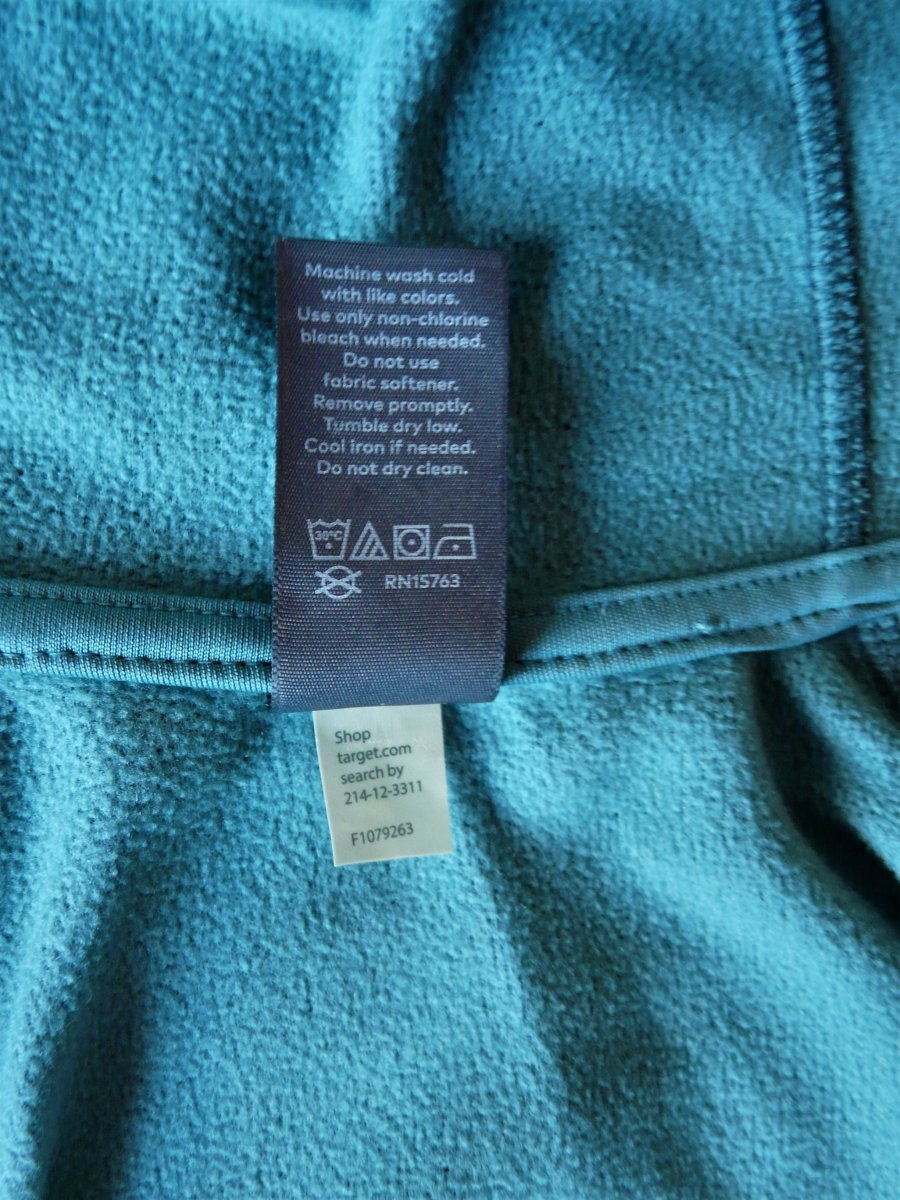 Machine wash cold
with like colors.
Use only non-chlorine
bleach when needed.
Do not use
fabric softener.
Remove promptly.
Tumble dry low.
Cool iron if needed.
Do not dry clean.
30°C
RN15763
Shop
target.com
search by
214-12-3311
F1079263